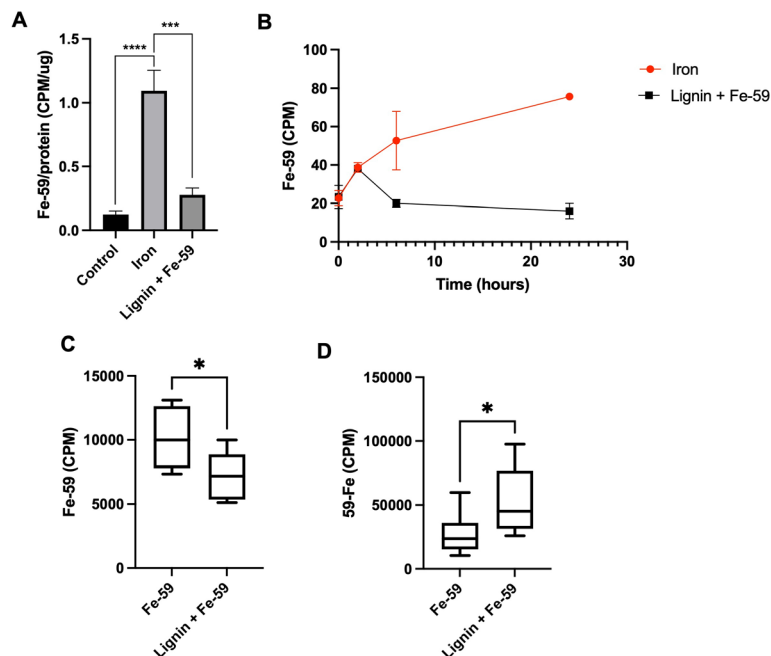 A
Fe-59/protein (CPM/ug)
1.5
1.0
0.5
0.0
****
***
Control
Iron
Lignin + Fe-59
B
Fe-59 (CPM)
100
80
60
40
20
0
0
10
20
30
Time (hours)
Iron
Lignin + Fe-59
C
Fe-59 (CPM)
15000
10000
5000
0
*
Fe-59
Lignin + Fe-59
D
59-Fe (CPM)
150000
100000
50000
0
*
Fe-59
Lignin + Fe-59